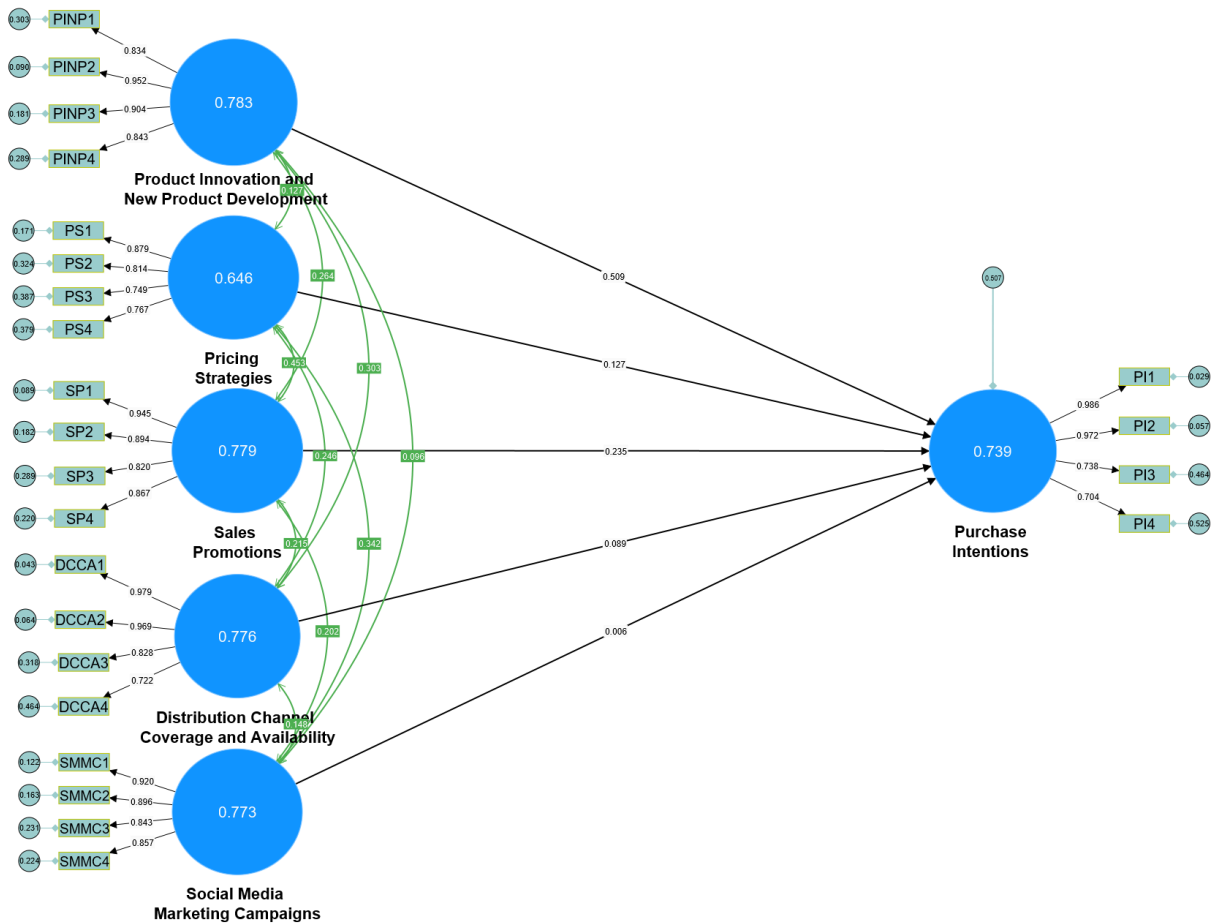 0.303 PINP1
0.834
0.090 PINP2
0.952
0.181 PINP3
0.904
0.289 PINP4
0.843
0.783
Product Innovation and
New Product Development
0.127
0.171 PS1
0.879
0.324 PS2
0.814
0.387 PS3
0.749
0.379 PS4
0.767
0.646
Pricing
Strategies
0.264
0.453
0.303
0.509
0.127
0.507
0.089 SP1
0.945
0.182 SP2
0.894
0.289 SP3
0.820
0.220 SP4
0.867
0.779
Sales
Promotions
0.246
0.096
0.235
0.215
0.342
0.089
0.739
Purchase
Intentions
0.986
PI1 0.029
0.972
PI2 0.057
0.738
PI3 0.464
0.704
PI4 0.525
0.043 DCCA1
0.979
0.064 DCCA2
0.969
0.318 DCCA3
0.828
0.464 DCCA4
0.722
0.776
Distribution Channel
Coverage and Availability
0.202
0.148
0.006
0.122 SMMC1
0.920
0.163 SMMC2
0.896
0.231 SMMC3
0.843
0.224 SMMC4
0.857
0.773
Social Media
Marketing Campaigns